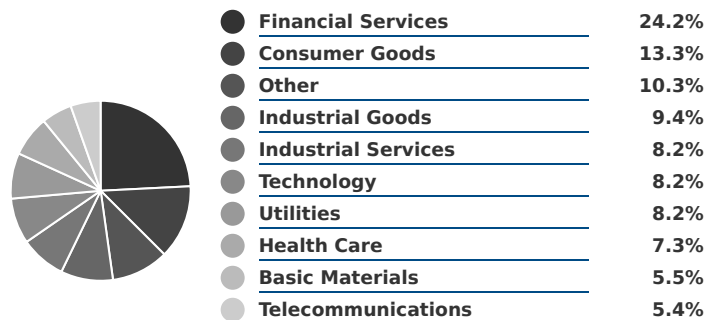 Financial Services 24.2%
Consumer Goods 13.3%
Other 10.3%
Industrial Goods 9.4%
Industrial Services 8.2%
Technology 8.2%
Utilities 8.2%
Health Care 7.3%
Basic Materials 5.5%
Telecommunications 5.4%